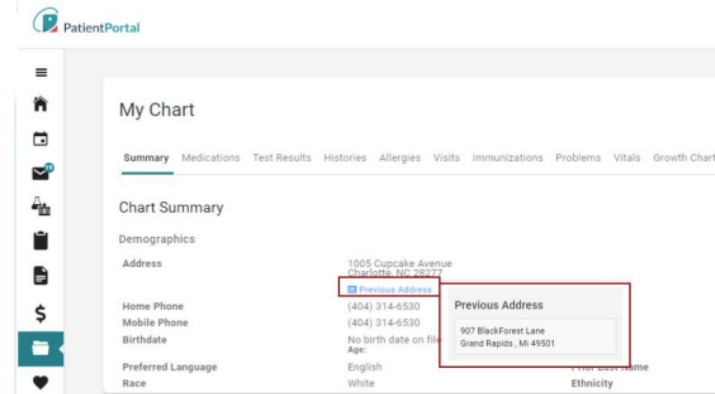 PatientPortal
My Chart
Summary Medications Test Results Histories Allergies Visits Immunizations Problems Vitals Growth Chart
Chart Summary
Demographics
Address 1005 Cupcake Avenue
Charlotte, NC 28277
Previous Address
Home Phone (404) 314-6530
Mobile Phone (404) 314-6530
Birthdate No birth date on file
Age:
Preferred Language English
Race White
Previous Address
907 BlackForest Lane
Grand Rapids , Mi 49501
Last Name
Ethnicity